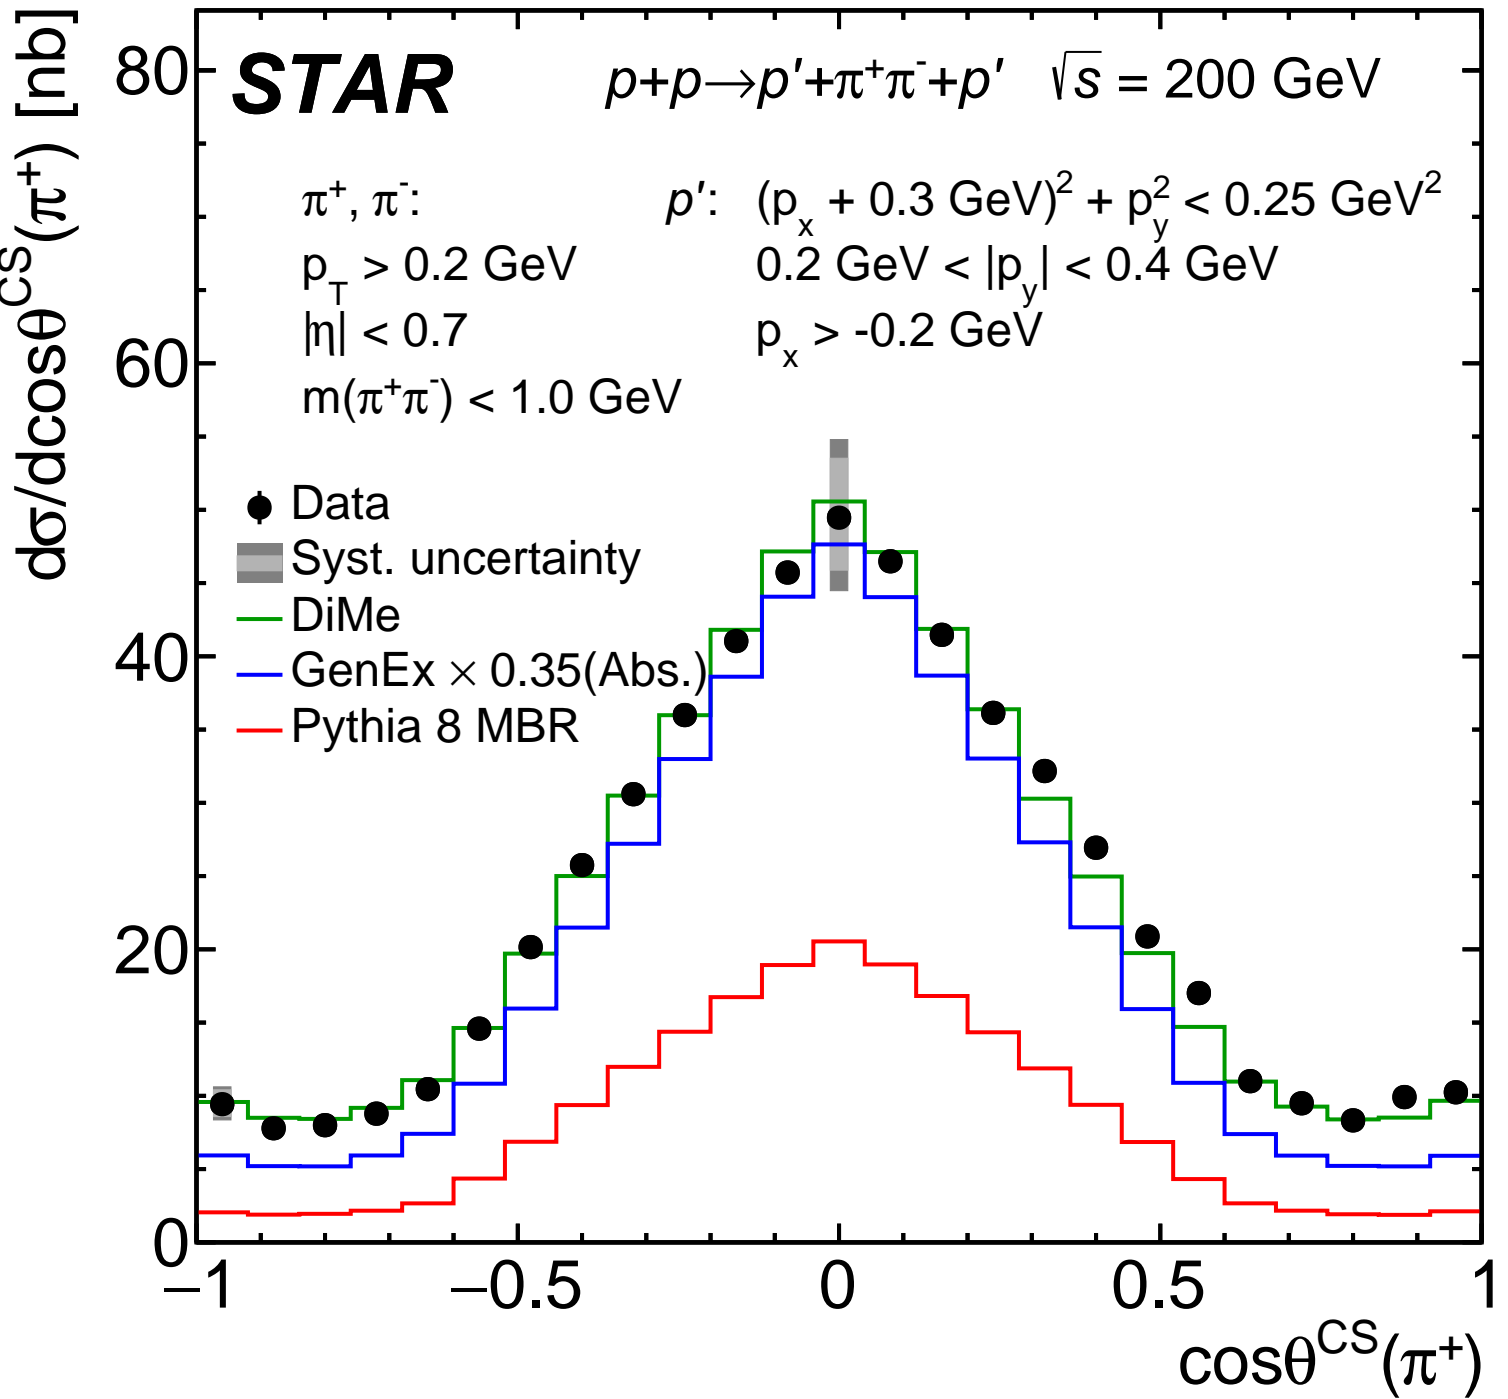 STAR p+p→p′+π⁺π⁻+p′ √s = 200 GeV
π⁺, π⁻: p′: (pₓ + 0.3 GeV)² + p_y² < 0.25 GeV²
p_T > 0.2 GeV 0.2 GeV < |p_y| < 0.4 GeV
|η| < 0.7 pₓ > -0.2 GeV
m(π⁺π⁻) < 1.0 GeV
Data
Syst. uncertainty
DiMe
GenEx × 0.35(Abs.)
Pythia 8 MBR
dσ/dcosθ^CS(π⁺) [nb]
80
60
40
20
0
−1 −0.5 0 0.5 1
cosθ^CS(π⁺)